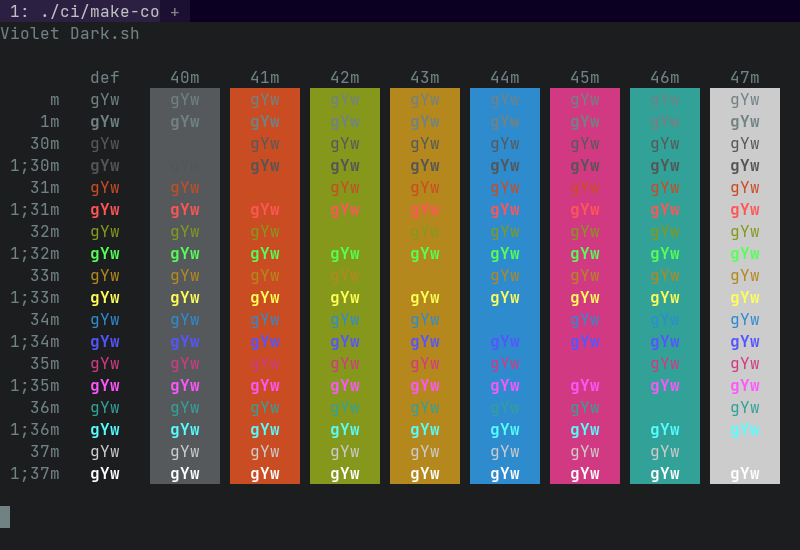 1: ./ci/make-co +
Violet Dark.sh
def 40m 41m 42m 43m 44m 45m 46m 47m
m gYw gYw gYw gYw gYw gYw gYw gYw gYw
1m gYw gYw gYw gYw gYw gYw gYw gYw gYw
30m gYw gYw gYw gYw gYw gYw gYw gYw
1;30m gYw gYw gYw gYw gYw gYw gYw gYw gYw
31m gYw gYw gYw gYw gYw gYw gYw gYw
1;31m gYw gYw gYw gYw gYw gYw gYw gYw gYw
32m gYw gYw gYw gYw gYw gYw gYw gYw
1;32m gYw gYw gYw gYw gYw gYw gYw gYw gYw
33m gYw gYw gYw gYw gYw gYw gYw gYw
1;33m gYw gYw gYw gYw gYw gYw gYw gYw gYw
34m gYw gYw gYw gYw gYw gYw gYw gYw
1;34m gYw gYw gYw gYw gYw gYw gYw gYw gYw
35m gYw gYw gYw gYw gYw gYw gYw gYw
1;35m gYw gYw gYw gYw gYw gYw gYw gYw gYw
36m gYw gYw gYw gYw gYw gYw gYw gYw
1;36m gYw gYw gYw gYw gYw gYw gYw gYw gYw
37m gYw gYw gYw gYw gYw gYw gYw gYw
1;37m gYw gYw gYw gYw gYw gYw gYw gYw gYw